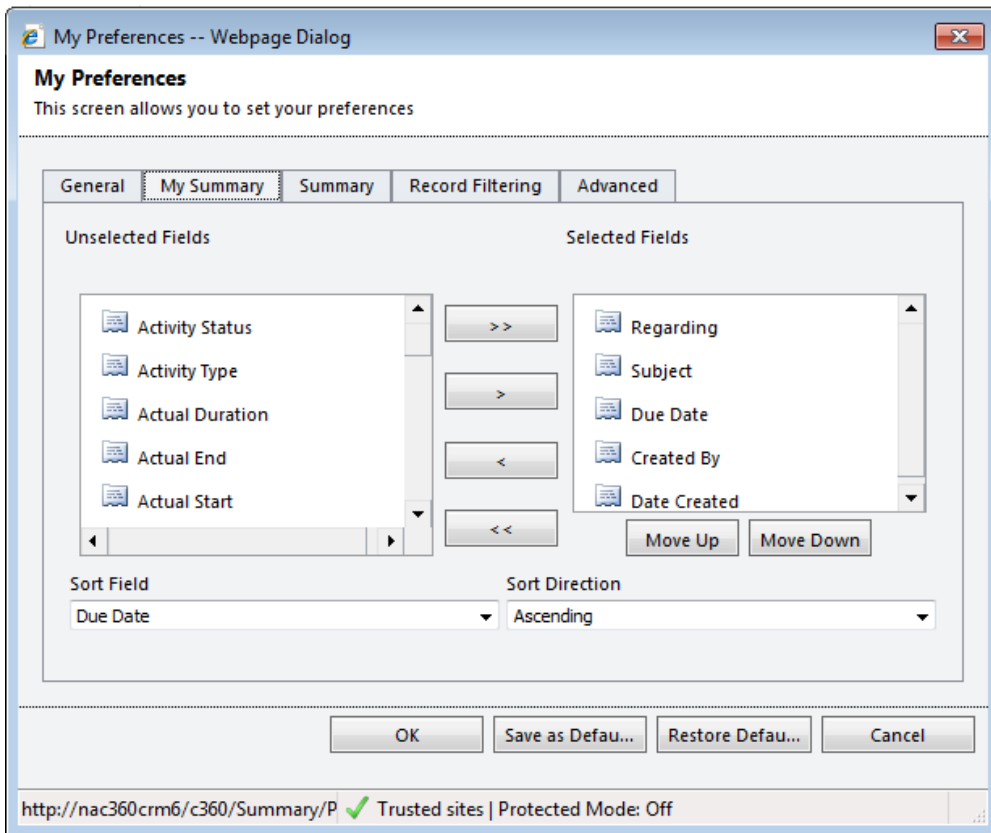 My Preferences -- Webpage Dialog
My Preferences
This screen allows you to set your preferences
General My Summary Summary Record Filtering Advanced
Unselected Fields
Activity Status
Activity Type
Actual Duration
Actual End
Actual Start
>>
>
<
<<
Selected Fields
Regarding
Subject
Due Date
Created By
Date Created
Move Up Move Down
Sort Field
Due Date
Sort Direction
Ascending
OK Save as Defau... Restore Defau... Cancel
http://nac360crm6/c360/Summary/P Trusted sites | Protected Mode: Off